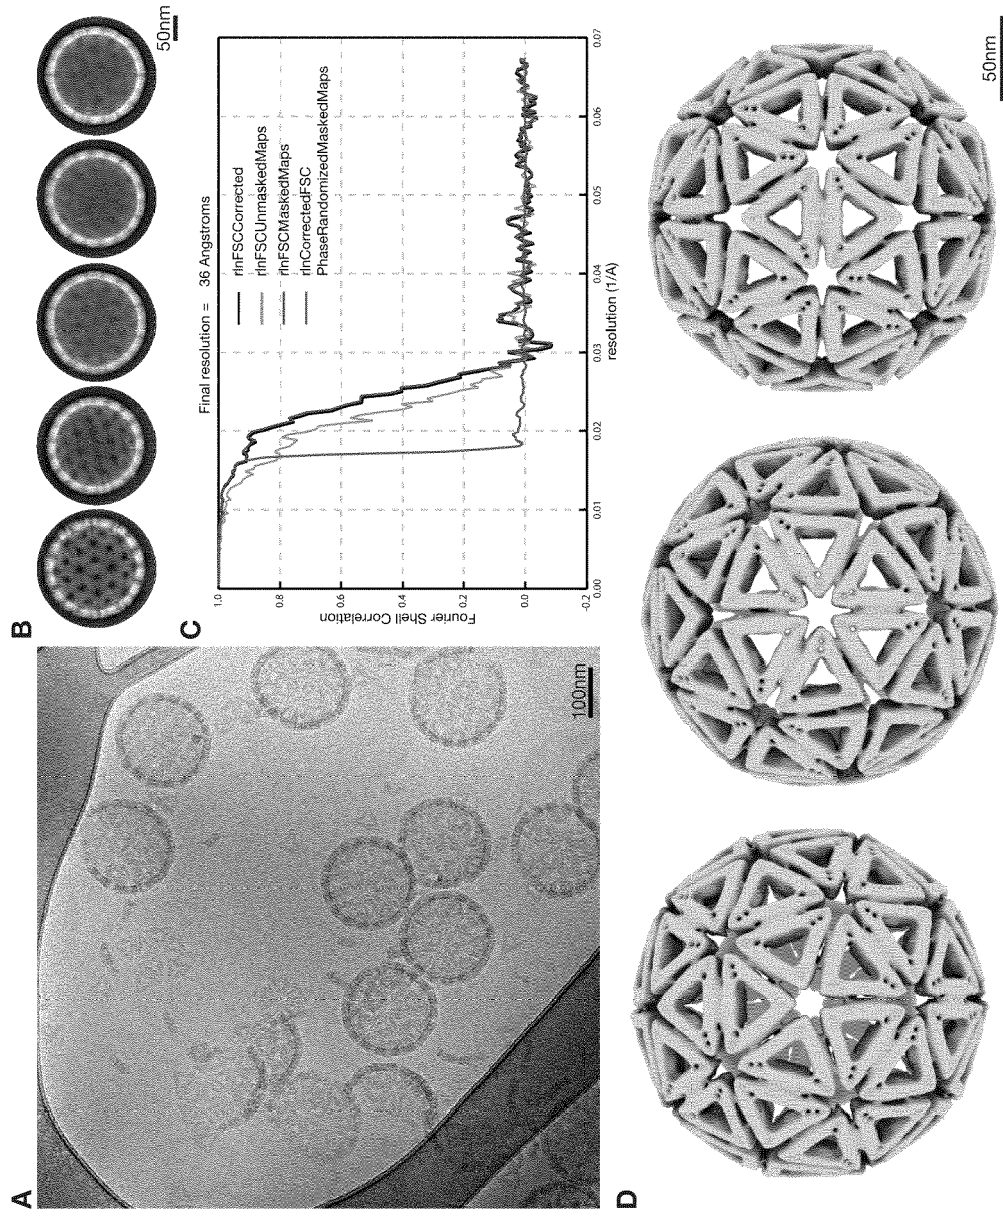 A
100nm
B
50nm
C
Final resolution = 36 Angstroms
rlnFSCCorrected
rlnFSCUnmaskedMaps
rlnFSCMaskedMaps
rlnCorrectedFSC
PhaseRandomizedMaskedMaps
Fourier Shell Correlation
1.0
0.8
0.6
0.4
0.2
0.0
-0.2
0.00
0.01
0.02
0.03
0.04
0.05
0.06
0.07
resolution (1/A)
D
50nm